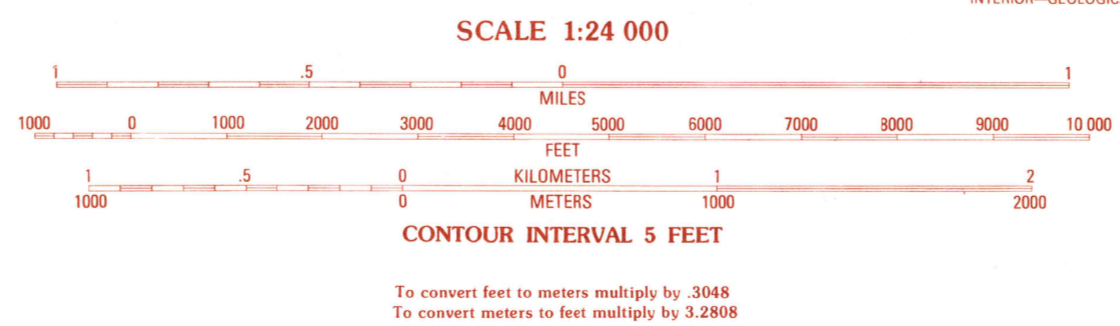 INTERIOR—GEOLOGIC
SCALE 1:24 000
1 .5 0 1
MILES
1000 0 1000 2000 3000 4000 5000 6000 7000 8000 9000 10 000
FEET
1 .5 0 KILOMETERS 1 2
1000 0 METERS 1000 2000
CONTOUR INTERVAL 5 FEET
To convert feet to meters multiply by .3048
To convert meters to feet multiply by 3.2808